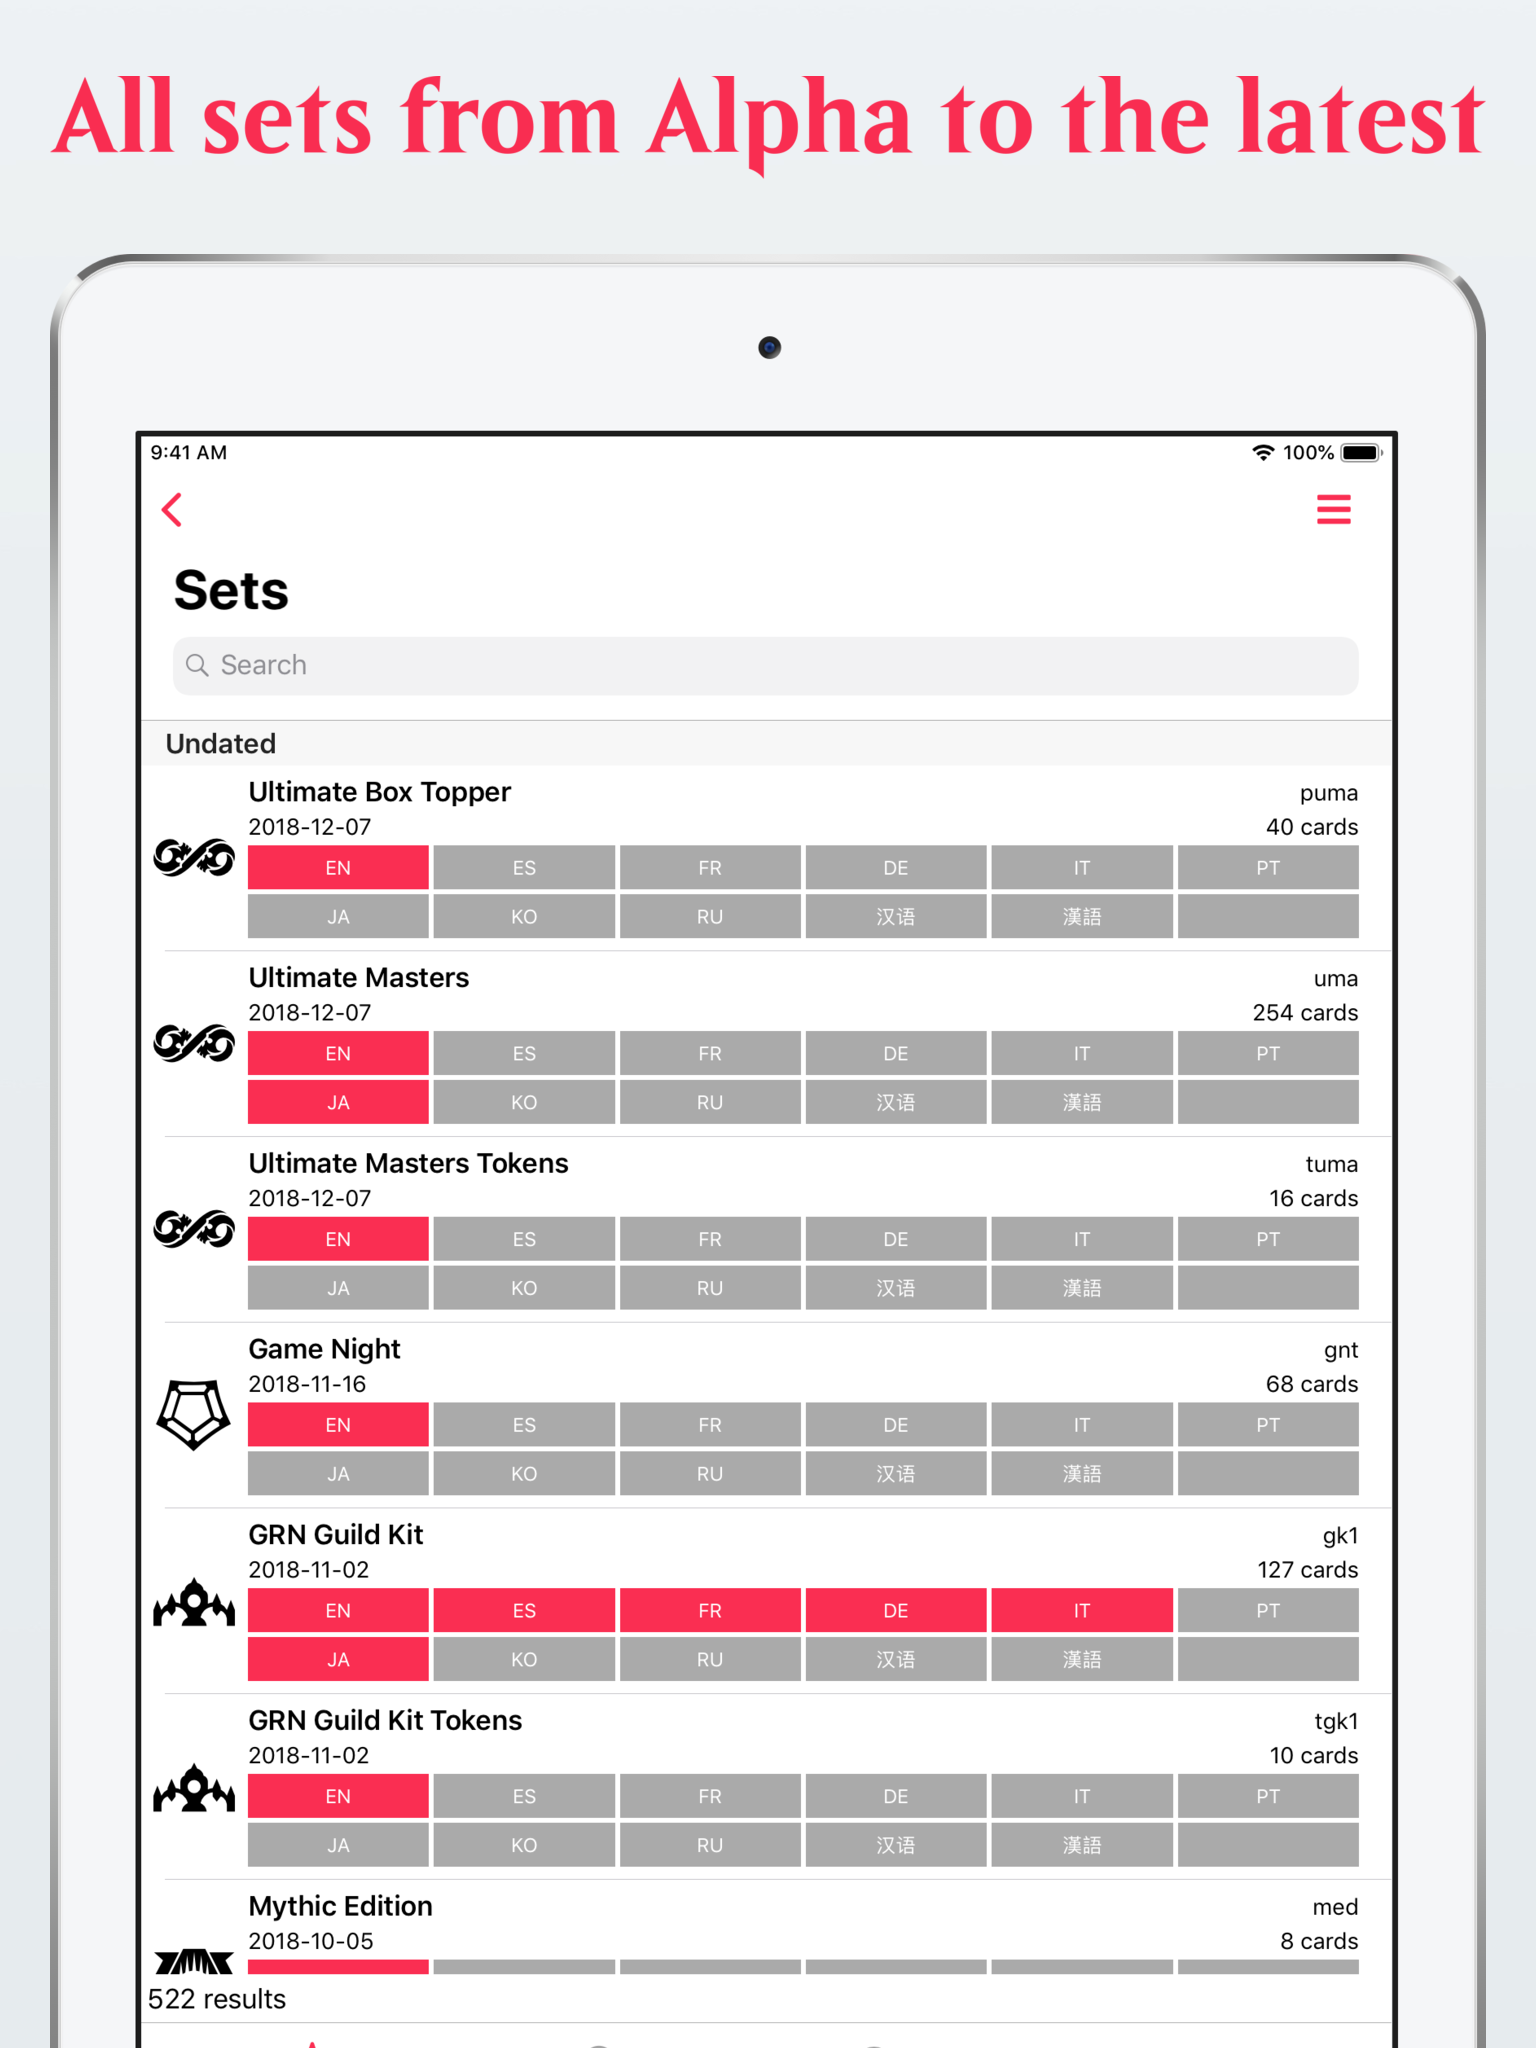 All sets from Alpha to the latest
9:41 AM 100%
Sets
Search
Undated
Ultimate Box Topper puma
2018-12-07 40 cards
EN ES FR DE IT PT
JA KO RU 汉语 漢語
Ultimate Masters uma
2018-12-07 254 cards
EN ES FR DE IT PT
JA KO RU 汉语 漢語
Ultimate Masters Tokens tuma
2018-12-07 16 cards
EN ES FR DE IT PT
JA KO RU 汉语 漢語
Game Night gnt
2018-11-16 68 cards
EN ES FR DE IT PT
JA KO RU 汉语 漢語
GRN Guild Kit gk1
2018-11-02 127 cards
EN ES FR DE IT PT
JA KO RU 汉语 漢語
GRN Guild Kit Tokens tgk1
2018-11-02 10 cards
EN ES FR DE IT PT
JA KO RU 汉语 漢語
Mythic Edition med
2018-10-05 8 cards
522 results